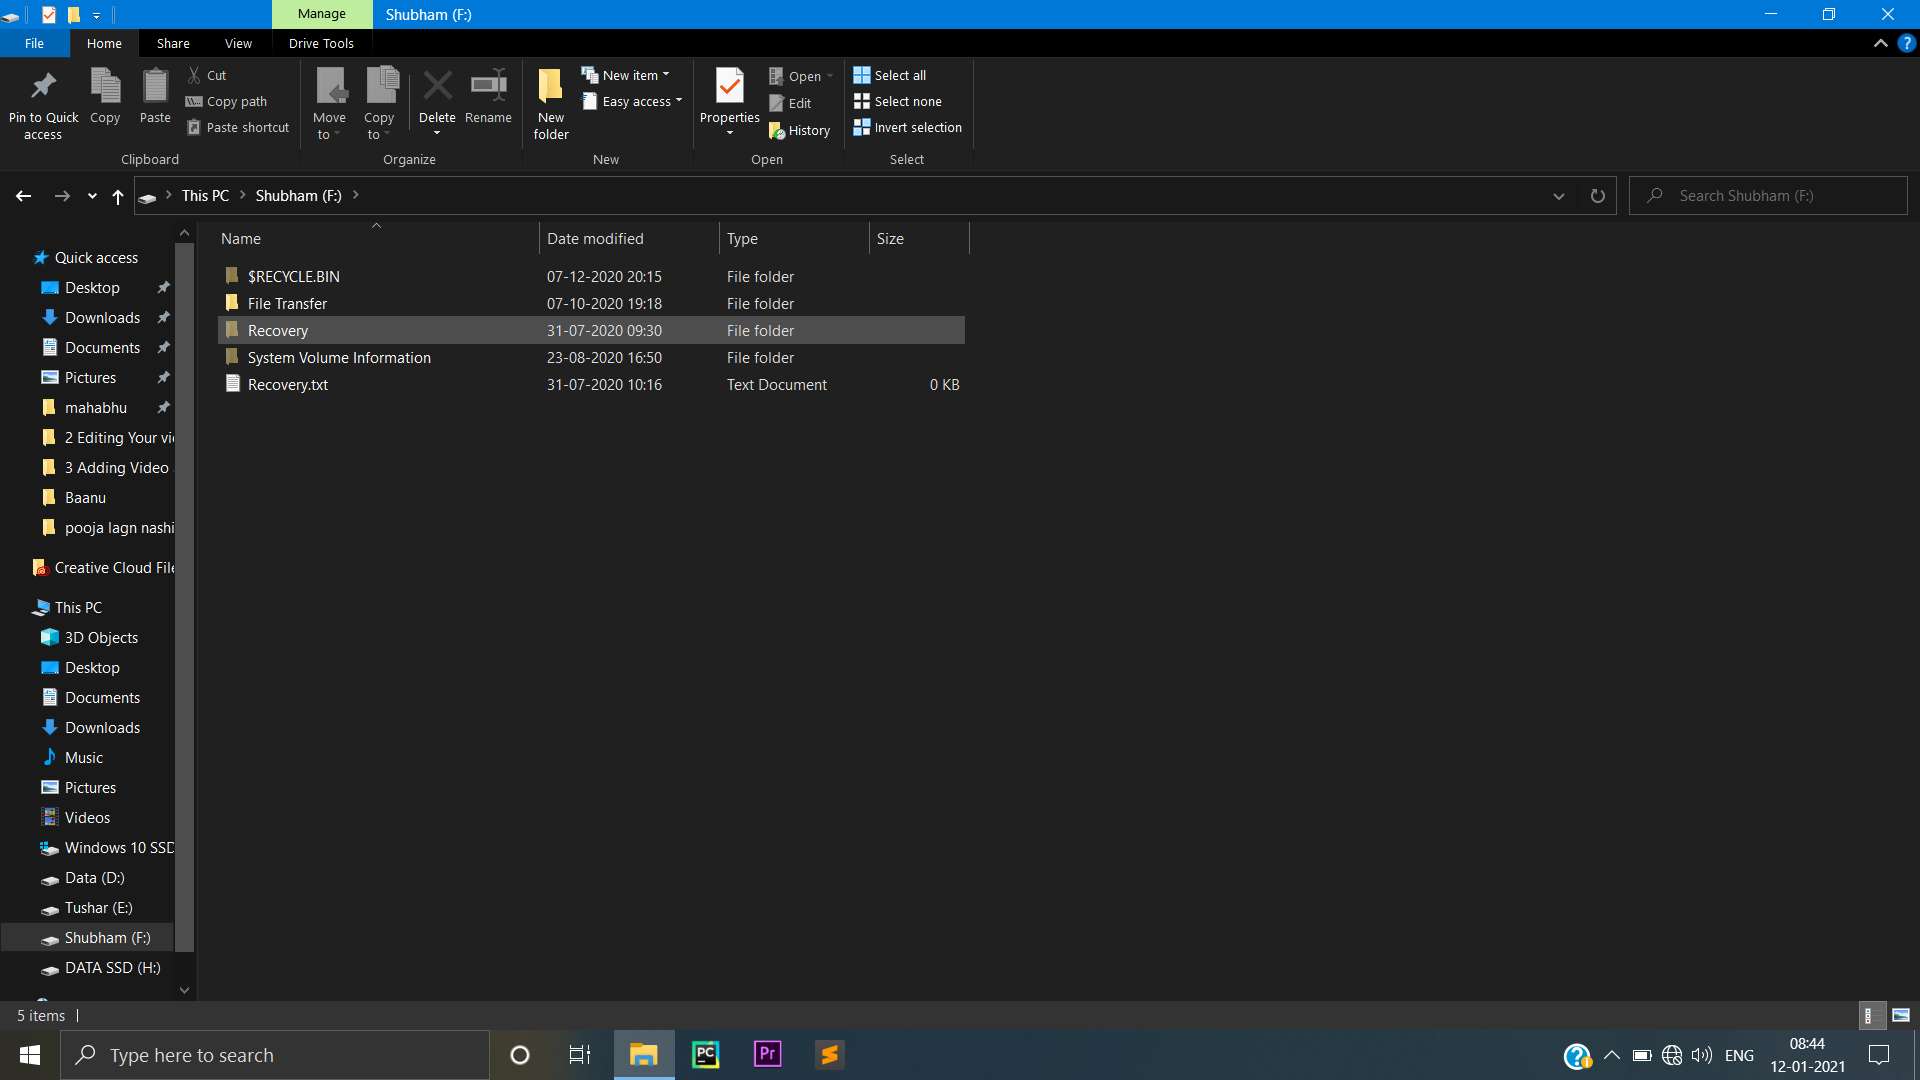 Manage
Shubham (F:)
File
Home
Share
View
Drive Tools
Pin to Quick access
Copy
Paste
Cut
Copy path
Paste shortcut
Clipboard
Move to
Copy to
Delete
Rename
Organize
New folder
New item
Easy access
New
Properties
Open
Edit
History
Open
Select all
Select none
Invert selection
Select
This PC
Shubham (F:)
Search Shubham (F:)
Name Date modified Type Size
$RECYCLE.BIN 07-12-2020 20:15 File folder
File Transfer 07-10-2020 19:18 File folder
Recovery 31-07-2020 09:30 File folder
System Volume Information 23-08-2020 16:50 File folder
Recovery.txt 31-07-2020 10:16 Text Document 0 KB
Quick access
Desktop
Downloads
Documents
Pictures
mahabhu
2 Editing Your vi
3 Adding Video
Baanu
pooja lagn nashi
Creative Cloud File
This PC
3D Objects
Desktop
Documents
Downloads
Music
Pictures
Videos
Windows 10 SSD
Data (D:)
Tushar (E:)
Shubham (F:)
DATA SSD (H:)
5 items
Type here to search
PC
Pr
ENG
08:44
12-01-2021